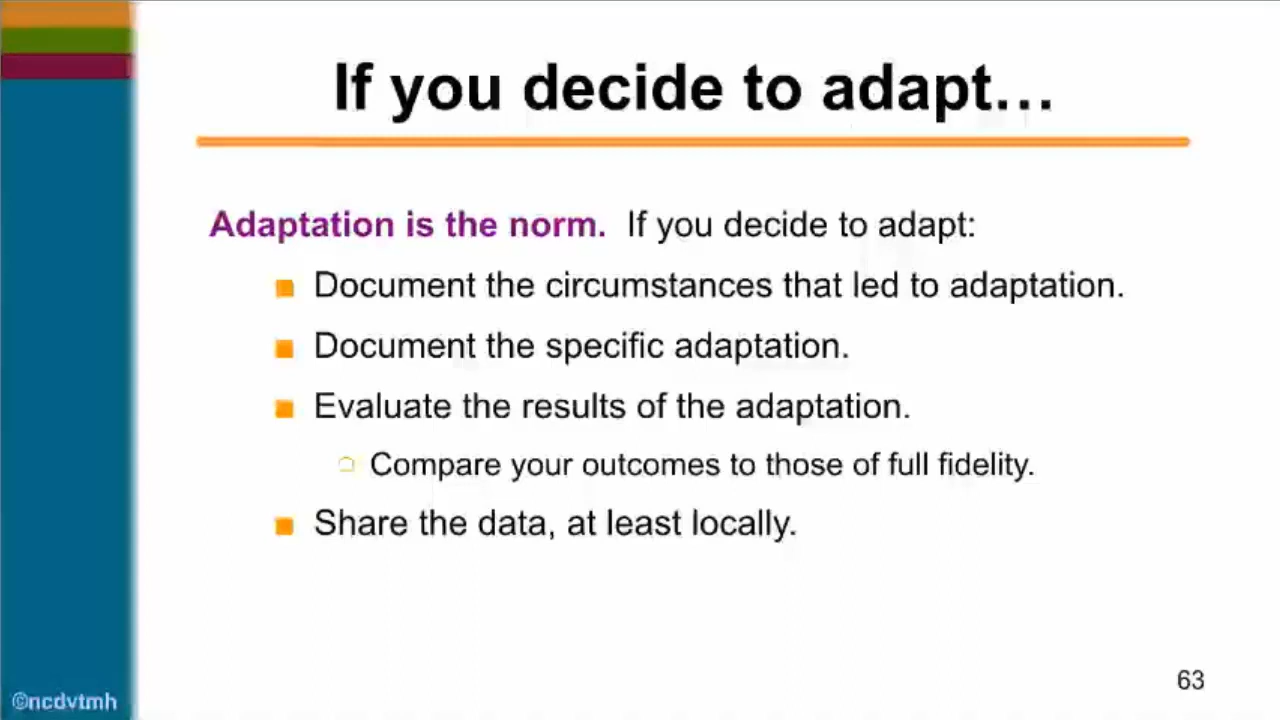 If you decide to adapt…
Adaptation is the norm. If you decide to adapt:
Document the circumstances that led to adaptation.
Document the specific adaptation.
Evaluate the results of the adaptation.
Compare your outcomes to those of full fidelity.
Share the data, at least locally.
63
©ncdvtmh